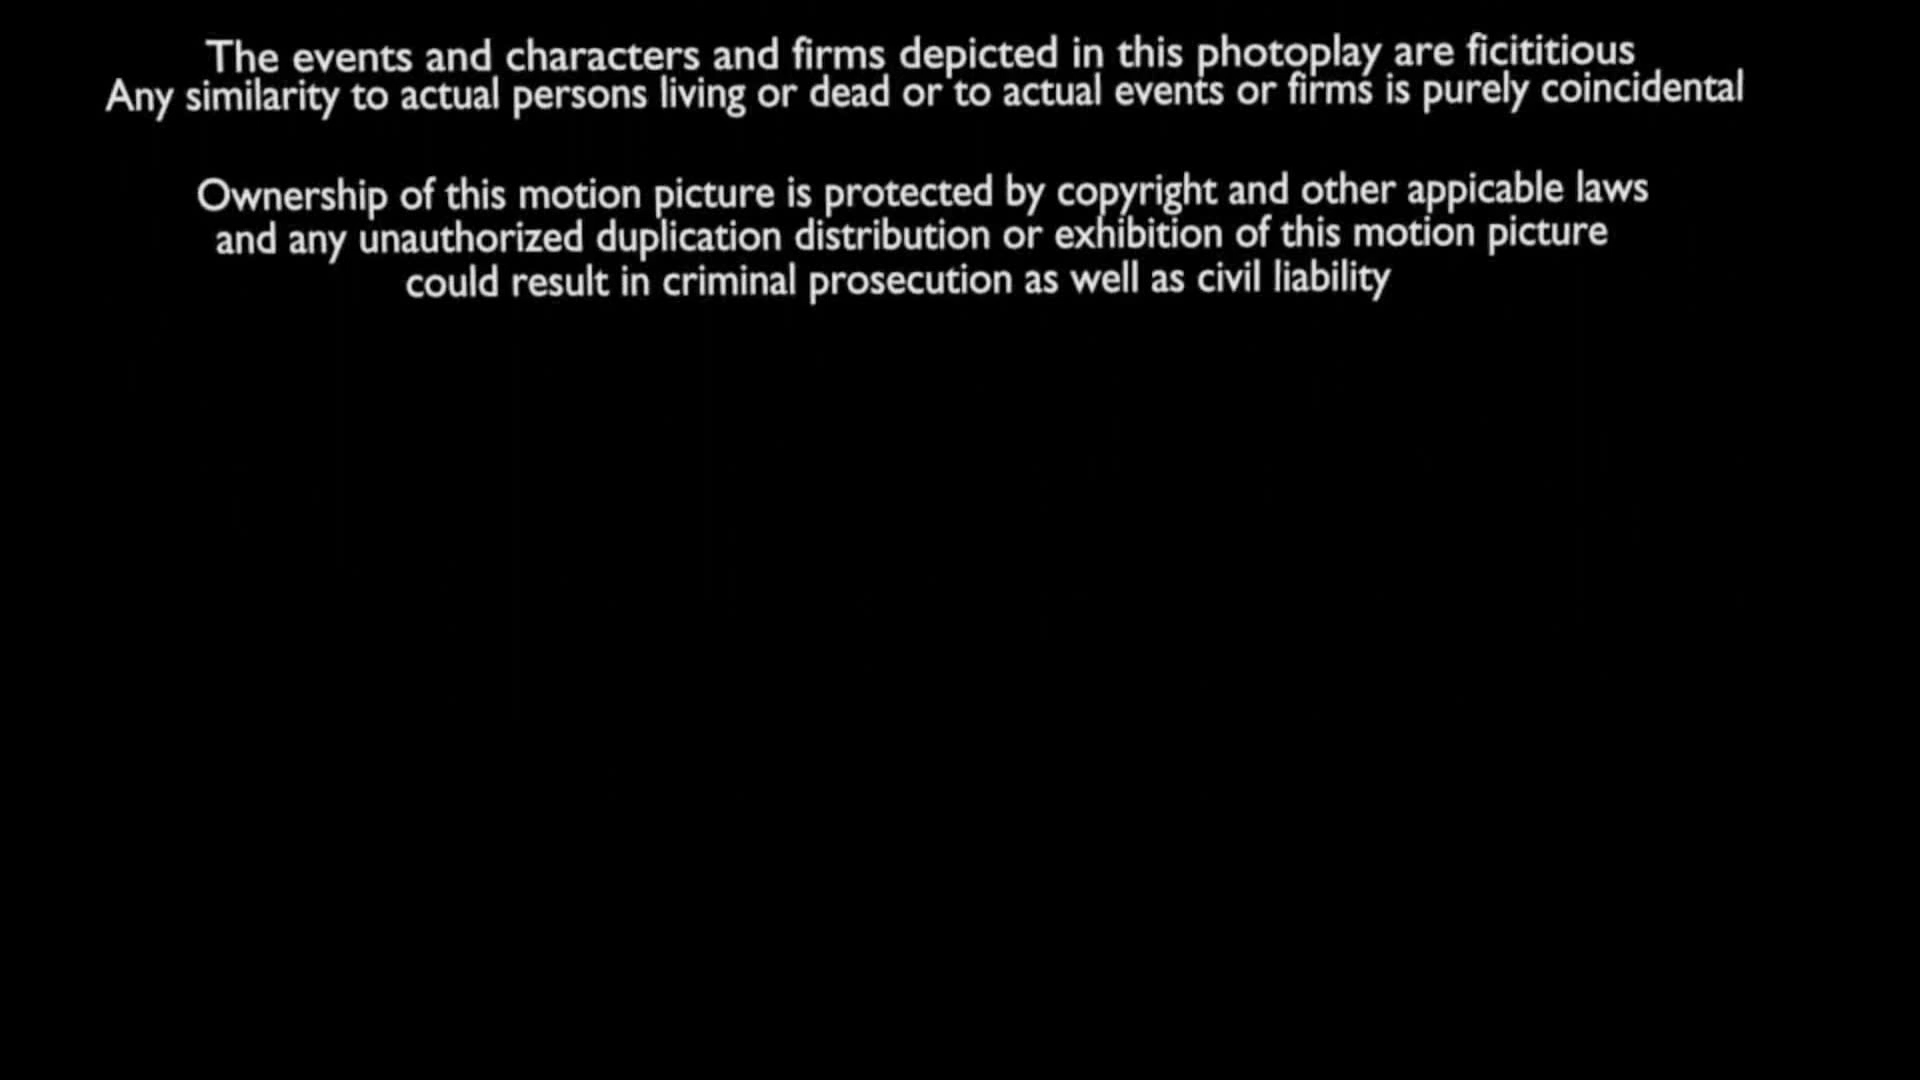 The events and characters and firms depicted in this photoplay are ficititious
Any similarity to actual persons living or dead or to actual events or firms is purely coincidental
Ownership of this motion picture is protected by copyright and other appicable laws
and any unauthorized duplication distribution or exhibition of this motion picture
could result in criminal prosecution as well as civil liability